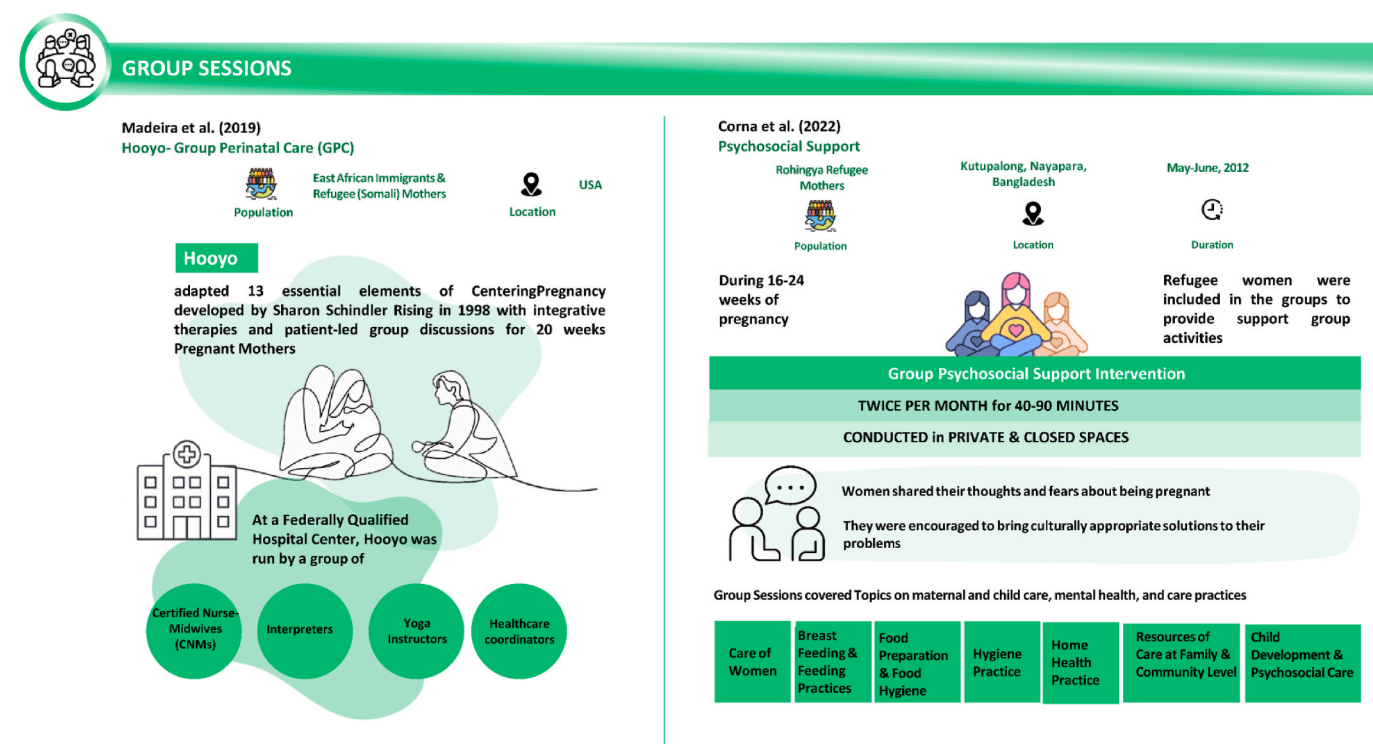 GROUP SESSIONS
Madeira et al. (2019)
Hooyo- Group Perinatal Care (GPC)
East African Immigrants &
Refugee (Somali) Mothers
Population
USA
Location
Hooyo
adapted 13 essential elements of CenteringPregnancy
developed by Sharon Schindler Rising in 1998 with integrative
therapies and patient-led group discussions for 20 weeks
Pregnant Mothers
At a Federally Qualified
Hospital Center, Hooyo was
run by a group of
Certified Nurse-
Midwives
(CNMs)
Interpreters
Yoga
Instructors
Healthcare
coordinators
Corna et al. (2022)
Psychosocial Support
Rohingya Refugee
Mothers
Population
Kutupalong, Nayapara,
Bangladesh
Location
May-June, 2012
Duration
During 16-24
weeks of
pregnancy
Refugee women were
included in the groups to
provide support group
activities
Group Psychosocial Support Intervention
TWICE PER MONTH for 40-90 MINUTES
CONDUCTED in PRIVATE & CLOSED SPACES
Women shared their thoughts and fears about being pregnant
They were encouraged to bring culturally appropriate solutions to their
problems
Group Sessions covered Topics on maternal and child care, mental health, and care practices
Care of
Women
Breast
Feeding &
Feeding
Practices
Food
Preparation
& Food
Hygiene
Hygiene
Practice
Home
Health
Practice
Resources of
Care at Family &
Community Level
Child
Development &
Psychosocial Care